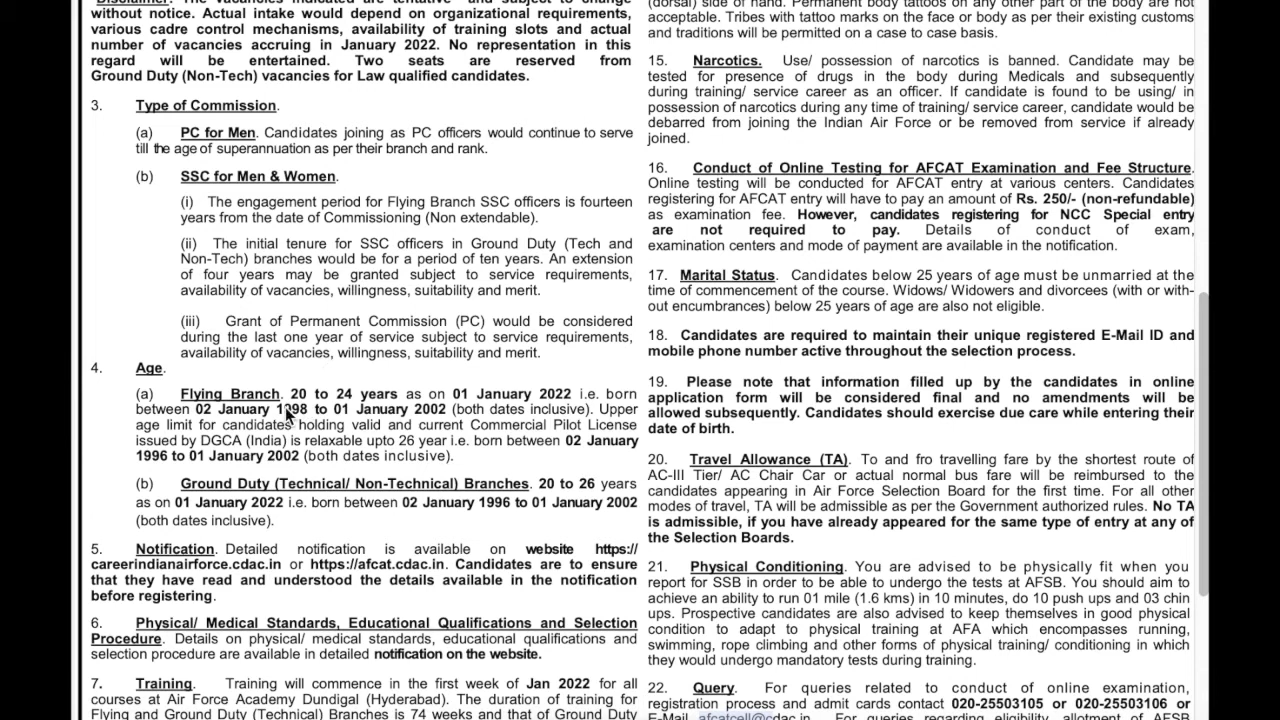 Disclaimer. The vacancies indicated are tentative and subject to change
without notice. Actual intake would depend on organizational requirements,
various cadre control mechanisms, availability of training slots and actual
number of vacancies accruing in January 2022. No representation in this
regard will be entertained. Two seats are reserved from
Ground Duty (Non-Tech) vacancies for Law qualified candidates.
3. Type of Commission.
(a) PC for Men. Candidates joining as PC officers would continue to serve
till the age of superannuation as per their branch and rank.
(b) SSC for Men & Women.
(i) The engagement period for Flying Branch SSC officers is fourteen
years from the date of Commissioning (Non extendable).
(ii) The initial tenure for SSC officers in Ground Duty (Tech and
Non-Tech) branches would be for a period of ten years. An extension
of four years may be granted subject to service requirements,
availability of vacancies, willingness, suitability and merit.
(iii) Grant of Permanent Commission (PC) would be considered
during the last one year of service subject to service requirements,
availability of vacancies, willingness, suitability and merit.
4. Age.
(a) Flying Branch. 20 to 24 years as on 01 January 2022 i.e. born
between 02 January 1998 to 01 January 2002 (both dates inclusive). Upper
age limit for candidates holding valid and current Commercial Pilot License
issued by DGCA (India) is relaxable upto 26 year i.e. born between 02 January
1996 to 01 January 2002 (both dates inclusive).
(b) Ground Duty (Technical/ Non-Technical) Branches. 20 to 26 years
as on 01 January 2022 i.e. born between 02 January 1996 to 01 January 2002
(both dates inclusive).
5. Notification. Detailed notification is available on website https://
careerindianairforce.cdac.in or https://afcat.cdac.in. Candidates are to ensure
that they have read and understood the details available in the notification
before registering.
6. Physical/ Medical Standards, Educational Qualifications and Selection
Procedure. Details on physical/ medical standards, educational qualifications and
selection procedure are available in detailed notification on the website.
7. Training. Training will commence in the first week of Jan 2022 for all
courses at Air Force Academy Dundigal (Hyderabad). The duration of training for
Flying and Ground Duty (Technical) Branches is 74 weeks and that of Ground Duty
(dorsal) side of hand. Permanent body tattoos on any other part of the body are not
acceptable. Tribes with tattoo marks on the face or body as per their existing customs
and traditions will be permitted on a case to case basis.
15. Narcotics. Use/ possession of narcotics is banned. Candidate may be
tested for presence of drugs in the body during Medicals and subsequently
during training/ service career as an officer. If candidate is found to be using/ in
possession of narcotics during any time of training/ service career, candidate would be
debarred from joining the Indian Air Force or be removed from service if already
joined.
16. Conduct of Online Testing for AFCAT Examination and Fee Structure.
Online testing will be conducted for AFCAT entry at various centers. Candidates
registering for AFCAT entry will have to pay an amount of Rs. 250/- (non-refundable)
as examination fee. However, candidates registering for NCC Special entry
are not required to pay. Details of conduct of exam,
examination centers and mode of payment are available in the notification.
17. Marital Status. Candidates below 25 years of age must be unmarried at the
time of commencement of the course. Widows/ Widowers and divorcees (with or with-
out encumbrances) below 25 years of age are also not eligible.
18. Candidates are required to maintain their unique registered E-Mail ID and
mobile phone number active throughout the selection process.
19. Please note that information filled up by the candidates in online
application form will be considered final and no amendments will be
allowed subsequently. Candidates should exercise due care while entering their
date of birth.
20. Travel Allowance (TA). To and fro travelling fare by the shortest route of
AC-III Tier/ AC Chair Car or actual normal bus fare will be reimbursed to the
candidates appearing in Air Force Selection Board for the first time. For all other
modes of travel, TA will be admissible as per the Government authorized rules. No TA
is admissible, if you have already appeared for the same type of entry at any of
the Selection Boards.
21. Physical Conditioning. You are advised to be physically fit when you
report for SSB in order to be able to undergo the tests at AFSB. You should aim to
achieve an ability to run 01 mile (1.6 kms) in 10 minutes, do 10 push ups and 03 chin
ups. Prospective candidates are also advised to keep themselves in good physical
condition to adapt to physical training at AFA which encompasses running,
swimming, rope climbing and other forms of physical training/ conditioning in which
they would undergo mandatory tests during training.
22. Query. For queries related to conduct of online examination,
registration process and admit cards contact 020-25503105 or 020-25503106 or
E-Mail afcatcell@cdac.in. For queries regarding eligibility, allotment of AFSB